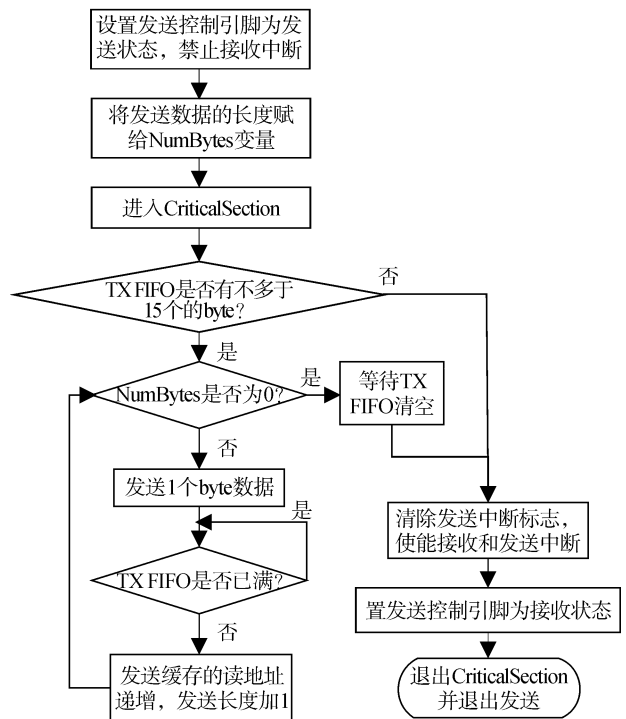 设置发送控制引脚为发
送状态，禁止接收中断
将发送数据的长度赋
给NumBytes变量
进入CriticalSection
TX FIFO是否有不多于
15个的byte?
否
是
NumBytes是否为0?
是
等待TX
FIFO清空
否
发送1个byte数据
是
TX FIFO是否已满?
否
发送缓存的读地址
递增，发送长度加1
清除发送中断标志，
使能接收和发送中断
置发送控制引脚为接收状态
退出CriticalSection
并退出发送